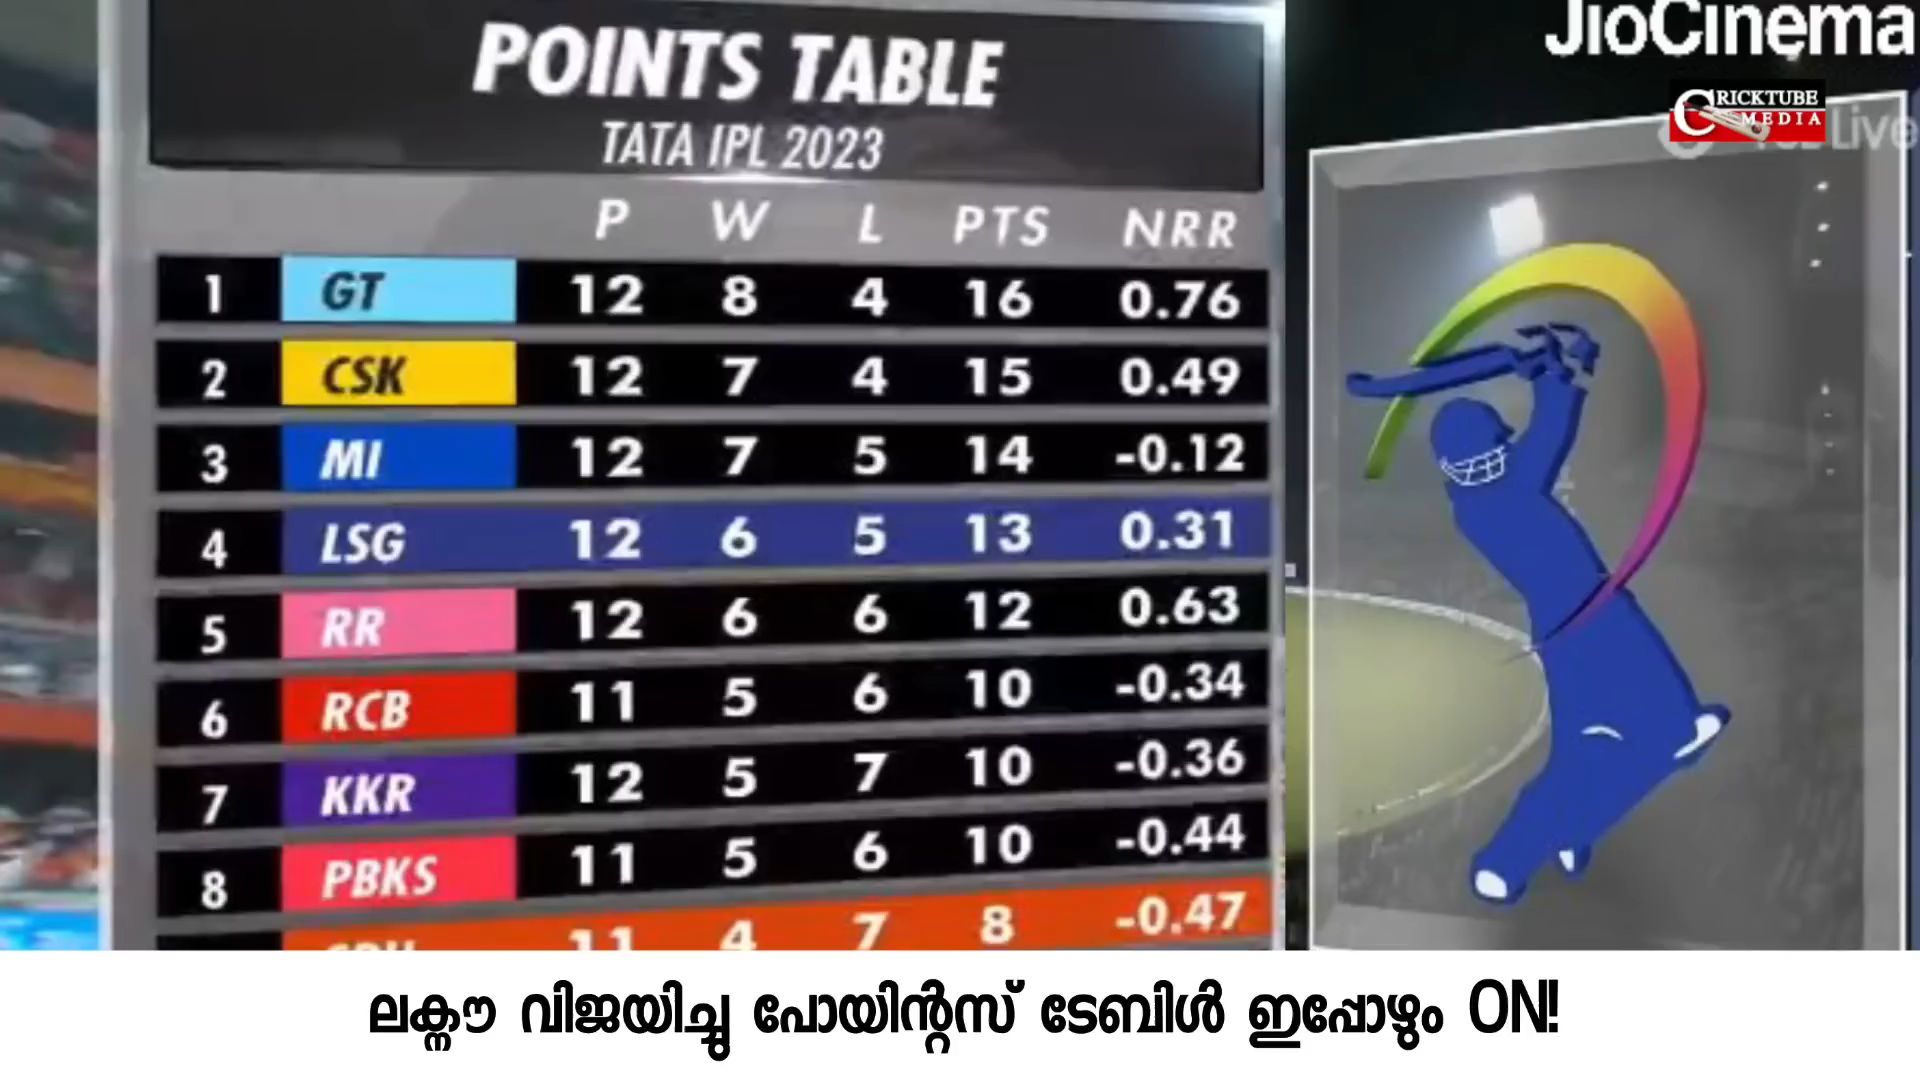 JioCinema
CRICKTUBE
MEDIA
Live
POINTS TABLE
TATA IPL 2023
P W L PTS NRR
1 GT 12 8 4 16 0.76
2 CSK 12 7 4 15 0.49
3 MI 12 7 5 14 -0.12
4 LSG 12 6 5 13 0.31
5 RR 12 6 6 12 0.63
6 RCB 11 5 6 10 -0.34
7 KKR 12 5 7 10 -0.36
8 PBKS 11 5 6 10 -0.44
11 4 7 8 -0.47
ലക്നൗ വിജയിച്ചു പോയിന്റസ് ടേബിൾ ഇപ്പോഴും ON!